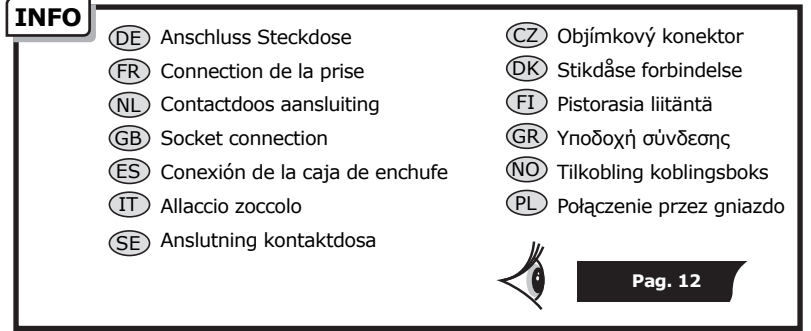 INFO
DE Anschluss Steckdose
FR Connection de la prise
NL Contactdoos aansluiting
GB Socket connection
ES Conexión de la caja de enchufe
IT Allaccio zoccolo
SE Anslutning kontaktdosa
CZ Objímkový konektor
DK Stikdåse forbindelse
FI Pistorasia liitäntä
GR Υποδοχή σύνδεσης
NO Tilkobling koblingsboks
PL Połączenie przez gniazdo
Pag. 12